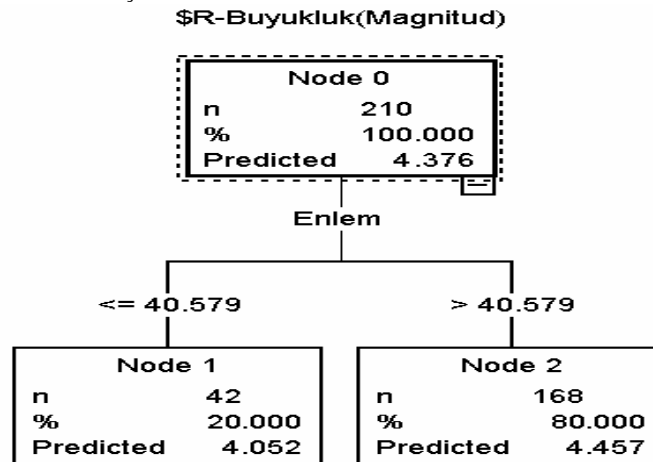 $R-Buyukluk(Magnitud)
Node 0
n 210
% 100.000
Predicted 4.376
Enlem
<= 40.579
> 40.579
Node 1
n 42
% 20.000
Predicted 4.052
Node 2
n 168
% 80.000
Predicted 4.457